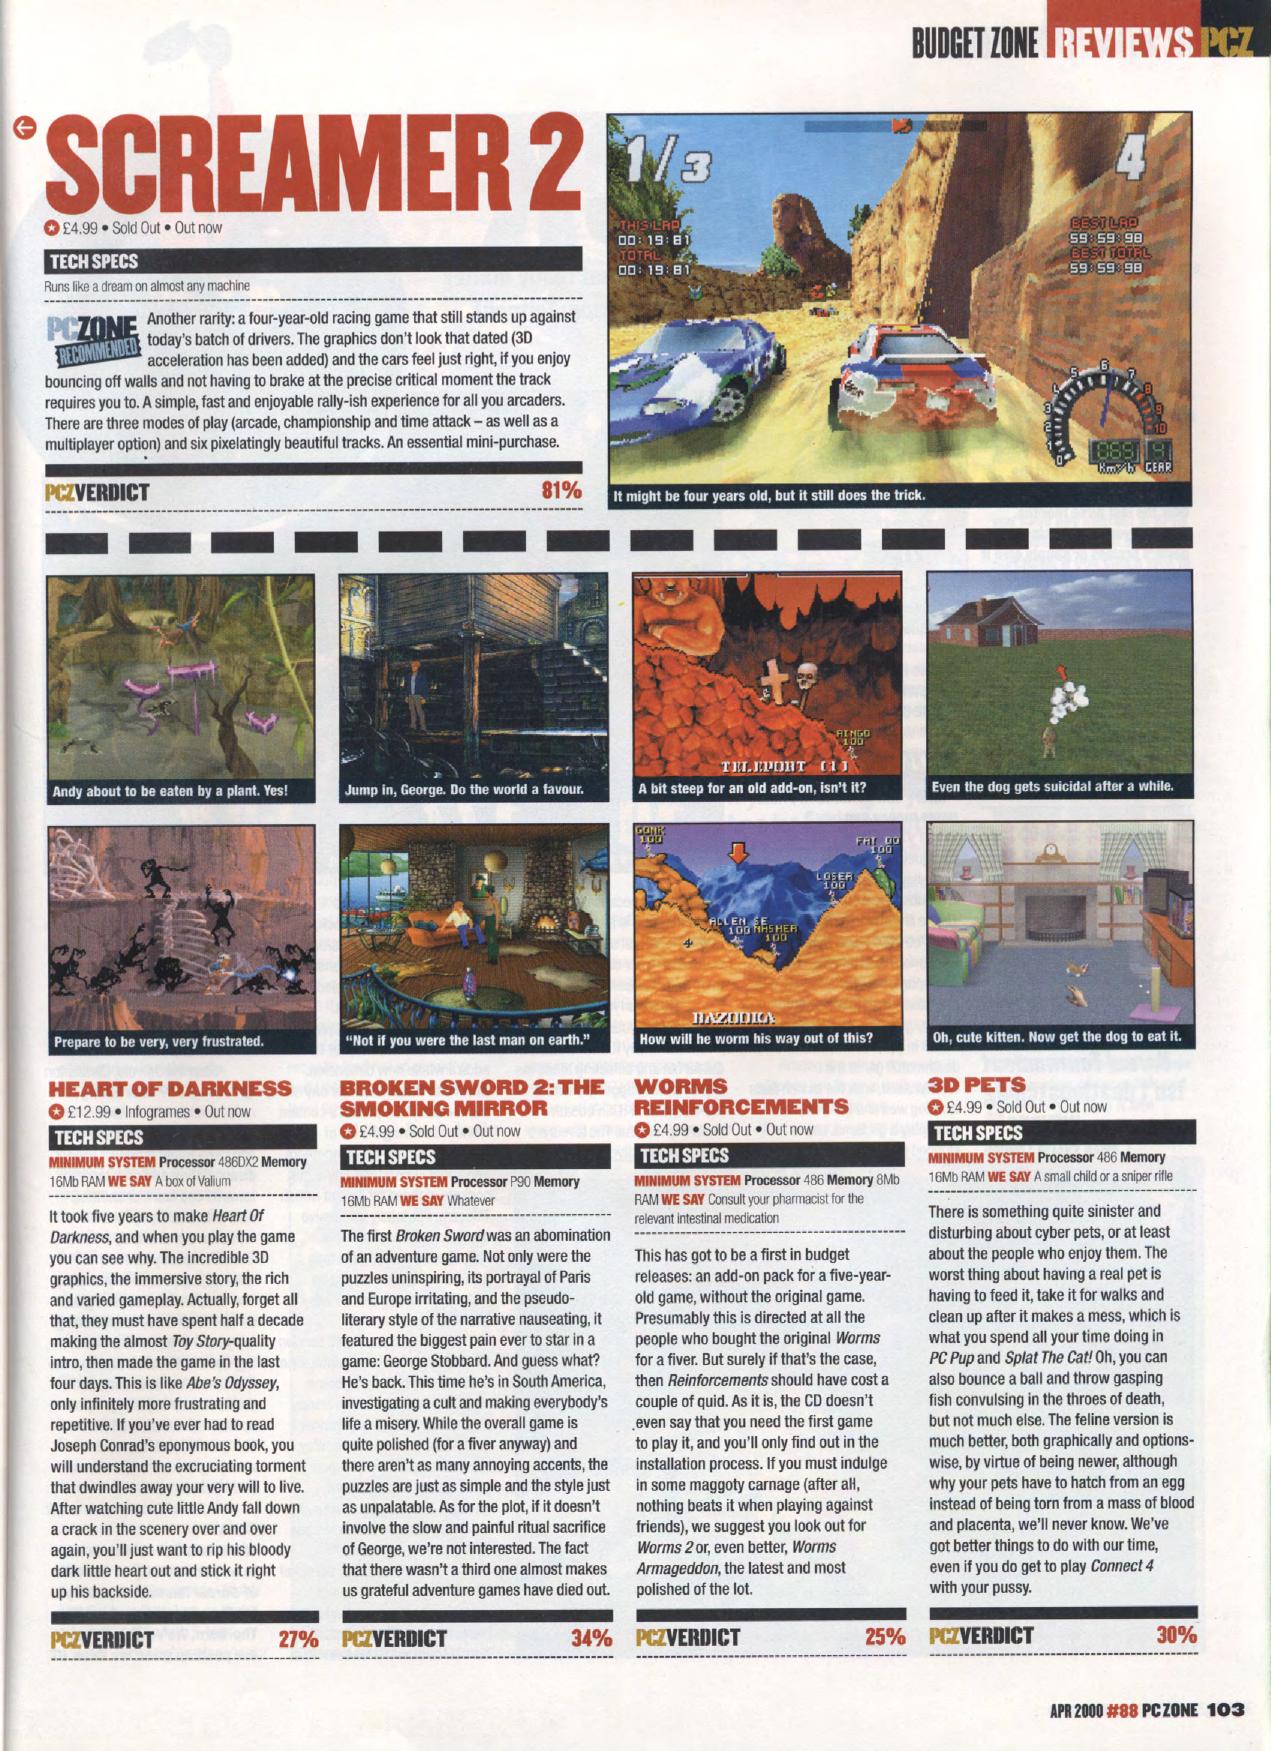 BUDGET ZONE REVIEWS PCZ
SCREAMER 2
£4.99 • Sold Out • Out now
TECH SPECS
Runs like a dream on almost any machine
PCZONE
RECOMMENDED
Another rarity: a four-year-old racing game that still stands up against
today's batch of drivers. The graphics don't look that dated (3D
acceleration has been added) and the cars feel just right, if you enjoy
bouncing off walls and not having to brake at the precise critical moment the track
requires you to. A simple, fast and enjoyable rally-ish experience for all you arcaders.
There are three modes of play (arcade, championship and time attack – as well as a
multiplayer option) and six pixelatingly beautiful tracks. An essential mini-purchase.
PCZVERDICT 81%
1/3
4
THIS LAP
00:19:81
TOTAL
00:19:81
BEST LAP
59:59:98
BEST TOTAL
59:59:98
0 1 2 3 4 5 6 7 8 9 10
069 4
Km/h GEAR
It might be four years old, but it still does the trick.
Andy about to be eaten by a plant. Yes!
Jump in, George. Do the world a favour.
RINGO
100
TELEPORT [1]
A bit steep for an old add-on, isn't it?
Even the dog gets suicidal after a while.
Prepare to be very, very frustrated.
"Not if you were the last man on earth."
GONK
100
FAT
100
LOSER
100
ALLEN SE
100
MASHER
100
BAZOOKA
How will he worm his way out of this?
Oh, cute kitten. Now get the dog to eat it.
HEART OF DARKNESS
£12.99 • Infogrames • Out now
TECH SPECS
MINIMUM SYSTEM Processor 486DX2 Memory
16Mb RAM WE SAY A box of Valium
It took five years to make Heart Of
Darkness, and when you play the game
you can see why. The incredible 3D
graphics, the immersive story, the rich
and varied gameplay. Actually, forget all
that, they must have spent half a decade
making the almost Toy Story-quality
intro, then made the game in the last
four days. This is like Abe's Odyssey,
only infinitely more frustrating and
repetitive. If you've ever had to read
Joseph Conrad's eponymous book, you
will understand the excruciating torment
that dwindles away your very will to live.
After watching cute little Andy fall down
a crack in the scenery over and over
again, you'll just want to rip his bloody
dark little heart out and stick it right
up his backside.
PCZVERDICT 27%
BROKEN SWORD 2: THE
SMOKING MIRROR
£4.99 • Sold Out • Out now
TECH SPECS
MINIMUM SYSTEM Processor P90 Memory
16Mb RAM WE SAY Whatever
The first Broken Sword was an abomination
of an adventure game. Not only were the
puzzles uninspiring, its portrayal of Paris
and Europe irritating, and the pseudo-
literary style of the narrative nauseating, it
featured the biggest pain ever to star in a
game: George Stobbard. And guess what?
He's back. This time he's in South America,
investigating a cult and making everybody's
life a misery. While the overall game is
quite polished (for a fiver anyway) and
there aren't as many annoying accents, the
puzzles are just as simple and the style just
as unpalatable. As for the plot, if it doesn't
involve the slow and painful ritual sacrifice
of George, we're not interested. The fact
that there wasn't a third one almost makes
us grateful adventure games have died out.
PCZVERDICT 34%
WORMS
REINFORCEMENTS
£4.99 • Sold Out • Out now
TECH SPECS
MINIMUM SYSTEM Processor 486 Memory 8Mb
RAM WE SAY Consult your pharmacist for the
relevant intestinal medication
This has got to be a first in budget
releases: an add-on pack for a five-year-
old game, without the original game.
Presumably this is directed at all the
people who bought the original Worms
for a fiver. But surely if that's the case,
then Reinforcements should have cost a
couple of quid. As it is, the CD doesn't
even say that you need the first game
to play it, and you'll only find out in the
installation process. If you must indulge
in some maggoty carnage (after all,
nothing beats it when playing against
friends), we suggest you look out for
Worms 2 or, even better, Worms
Armageddon, the latest and most
polished of the lot.
PCZVERDICT 25%
3D PETS
£4.99 • Sold Out • Out now
TECH SPECS
MINIMUM SYSTEM Processor 486 Memory
16Mb RAM WE SAY A small child or a sniper rifle
There is something quite sinister and
disturbing about cyber pets, or at least
about the people who enjoy them. The
worst thing about having a real pet is
having to feed it, take it for walks and
clean up after it makes a mess, which is
what you spend all your time doing in
PC Pup and Splat The Cat! Oh, you can
also bounce a ball and throw gasping
fish convulsing in the throes of death,
but not much else. The feline version is
much better, both graphically and options-
wise, by virtue of being newer, although
why your pets have to hatch from an egg
instead of being torn from a mass of blood
and placenta, we'll never know. We've
got better things to do with our time,
even if you do get to play Connect 4
with your pussy.
PCZVERDICT 30%
APR 2000 #88 PC ZONE 103